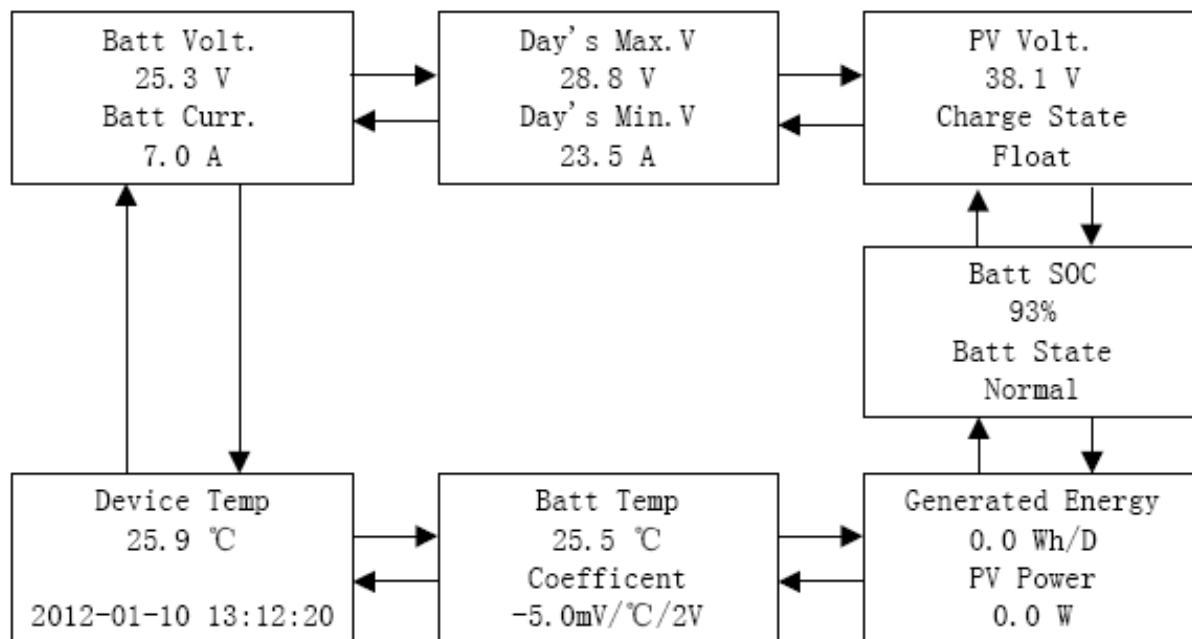 Batt Volt.
25.3 V
Batt Curr.
7.0 A
Day's Max.V
28.8 V
Day's Min.V
23.5 A
PV Volt.
38.1 V
Charge State
Float
Batt SOC
93%
Batt State
Normal
Device Temp
25.9 ℃
2012-01-10 13:12:20
Batt Temp
25.5 ℃
Coefficent
-5.0mV/℃/2V
Generated Energy
0.0 Wh/D
PV Power
0.0 W